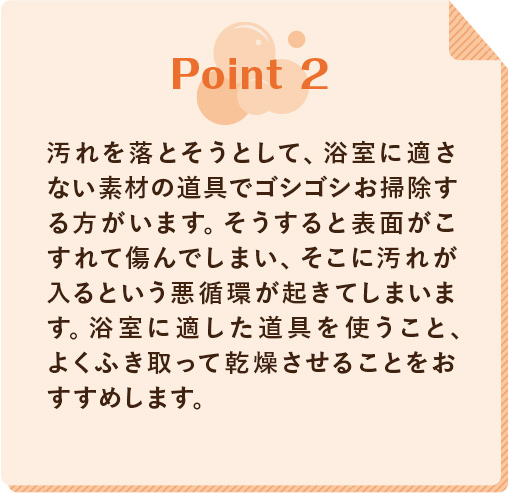 Point 2
汚れを落とそうとして、浴室に適さ
ない素材の道具でゴシゴシお掃除す
る方がいます。そうすると表面がこ
すれて傷んでしまい、そこに汚れが
入るという悪循環が起きてしまいま
す。浴室に適した道具を使うこと、
よくふき取って乾燥させることをお
すすめします。